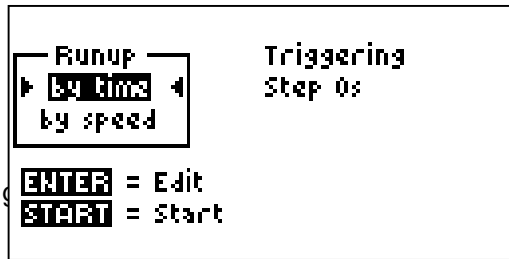 Runup
by time
by speed
Triggering
Step 0s
ENTER = Edit
START = Start